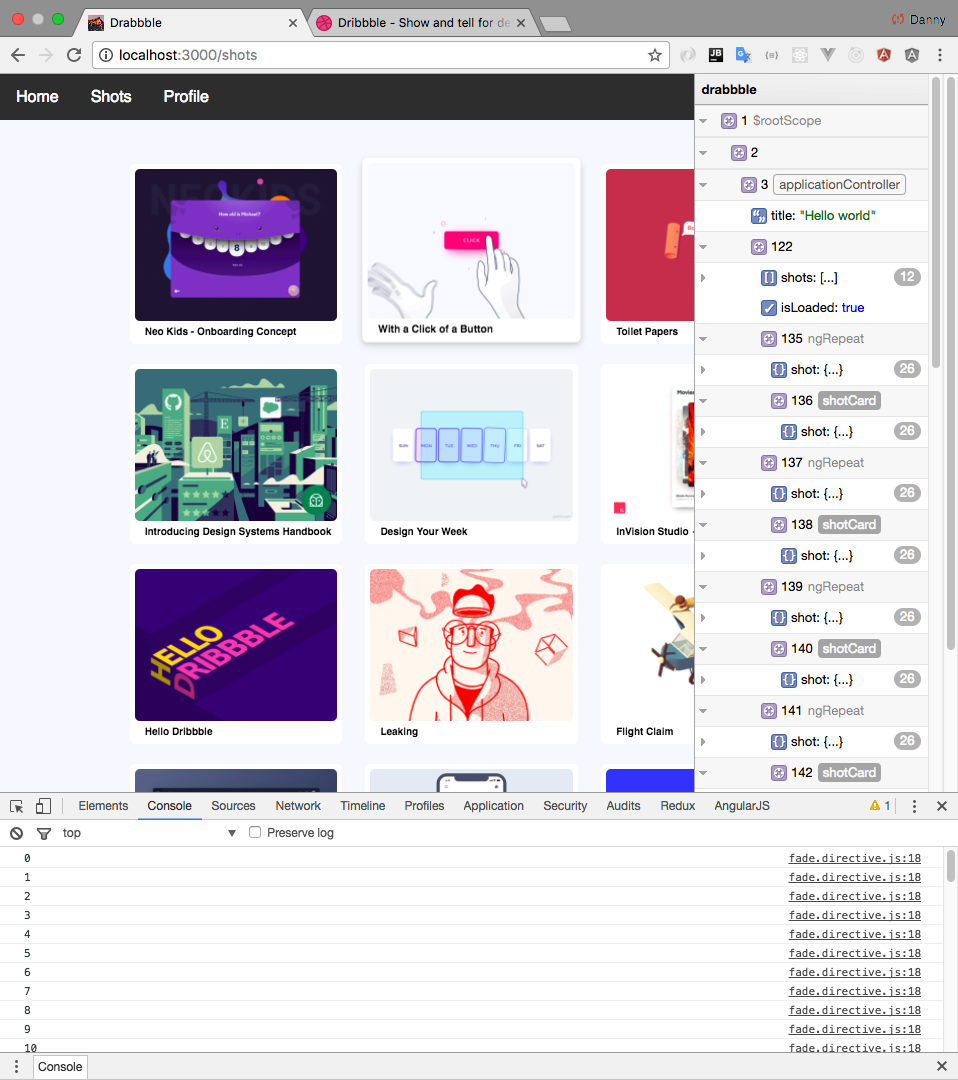 Drabbble
Dribbble - Show and tell for de
Danny
localhost:3000/shots
Home
Shots
Profile
NEOKIDS
How old is Michael?
8
Neo Kids - Onboarding Concept
CLICK
With a Click of a Button
Toilet Papers
E
Introducing Design Systems Handbook
SUN MON TUE WED THU FRI SAT
Design Your Week
Movies
InVision Studio -
HELLO
DRIBBBLE
Hello Dribbble
Leaking
Flight Claim
drabbble
1 $rootScope
2
3 applicationController
title: "Hello world"
122
shots: [...] 12
isLoaded: true
135 ngRepeat
shot: {...} 26
136 shotCard
shot: {...} 26
137 ngRepeat
shot: {...} 26
138 shotCard
shot: {...} 26
139 ngRepeat
shot: {...} 26
140 shotCard
shot: {...} 26
141 ngRepeat
shot: {...} 26
142 shotCard
Elements Console Sources Network Timeline Profiles Application Security Audits Redux AngularJS 1
top
Preserve log
0 fade.directive.js:18
1 fade.directive.js:18
2 fade.directive.js:18
3 fade.directive.js:18
4 fade.directive.js:18
5 fade.directive.js:18
6 fade.directive.js:18
7 fade.directive.js:18
8 fade.directive.js:18
9 fade.directive.js:18
10 fade.directive.js:18
Console